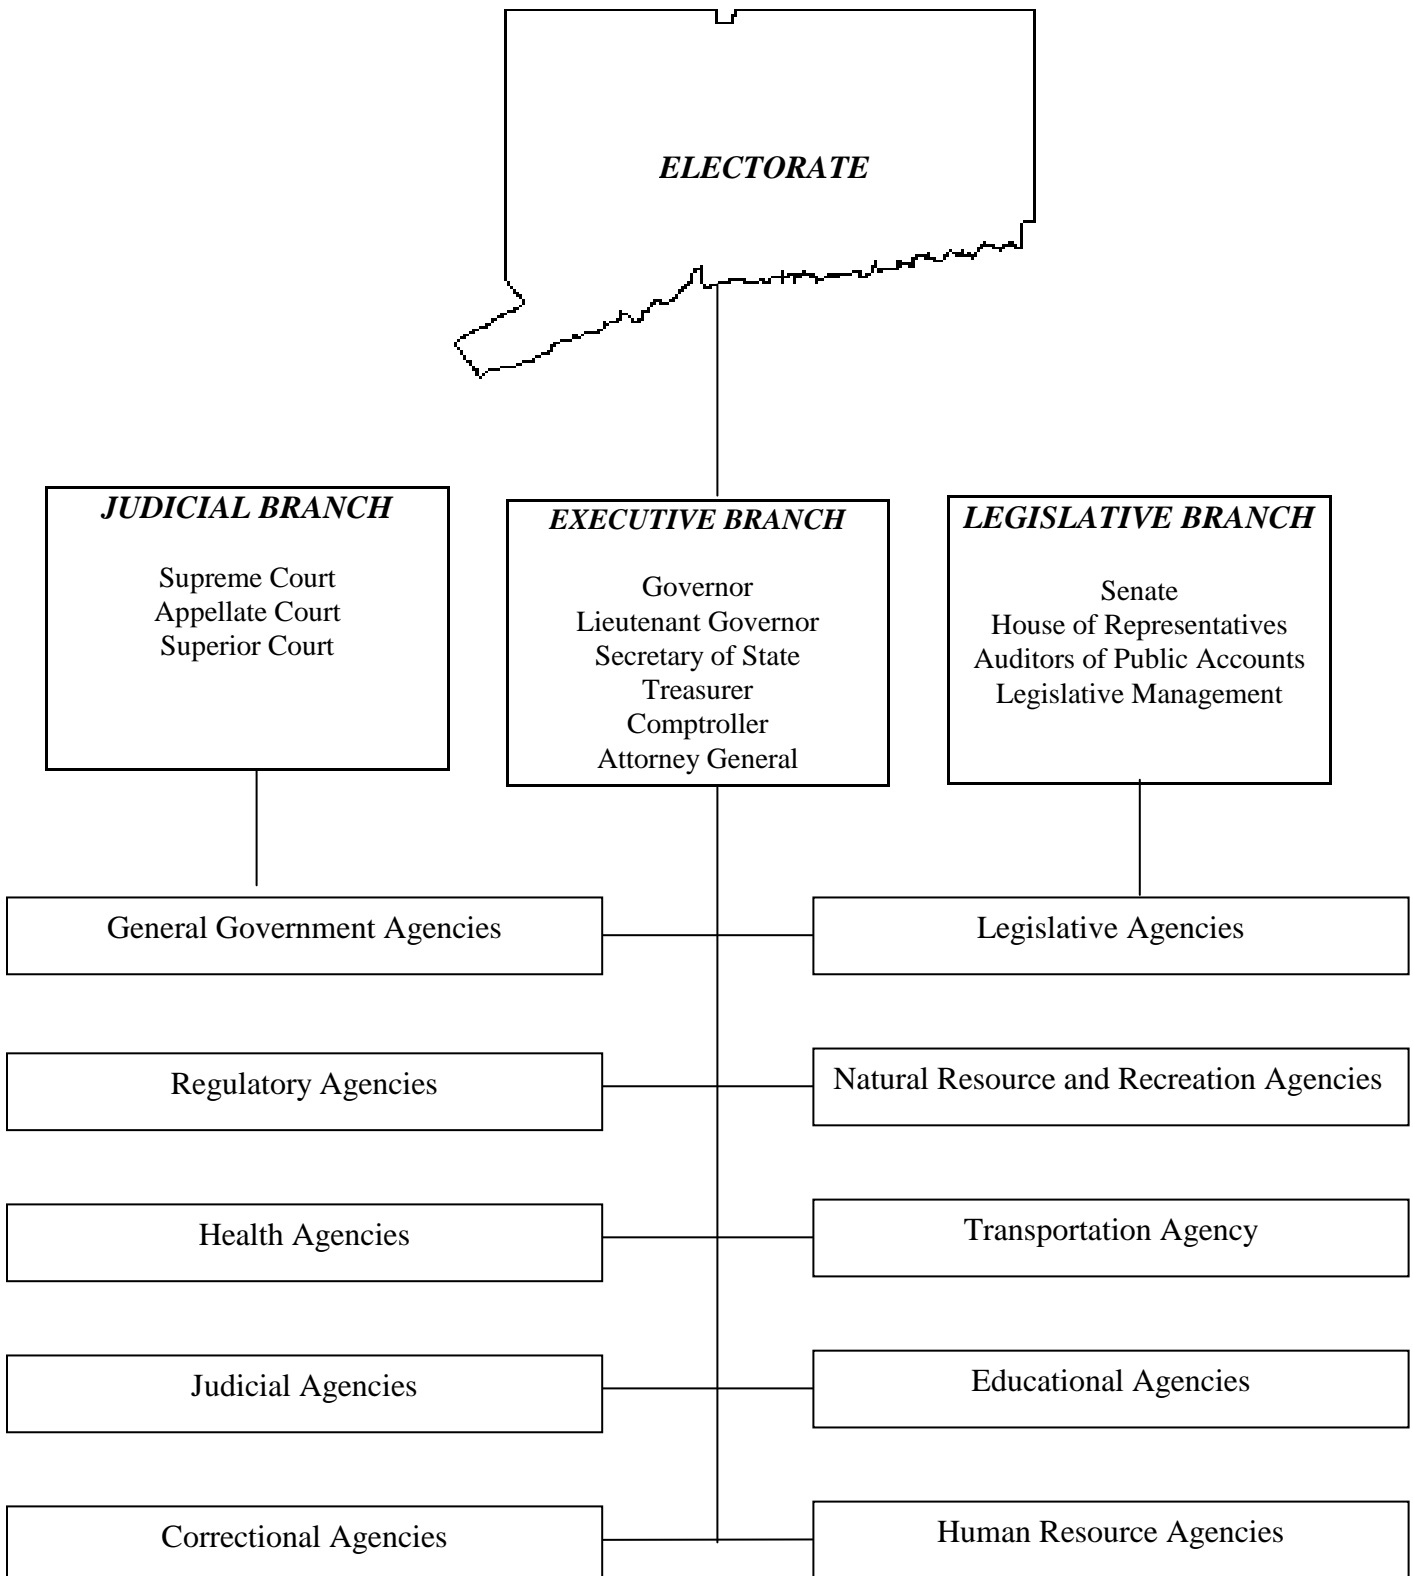 ELECTORATE
JUDICIAL BRANCH
Supreme Court
Appellate Court
Superior Court
EXECUTIVE BRANCH
Governor
Lieutenant Governor
Secretary of State
Treasurer
Comptroller
Attorney General
LEGISLATIVE BRANCH
Senate
House of Representatives
Auditors of Public Accounts
Legislative Management
General Government Agencies
Legislative Agencies
Regulatory Agencies
Natural Resource and Recreation Agencies
Health Agencies
Transportation Agency
Judicial Agencies
Educational Agencies
Correctional Agencies
Human Resource Agencies